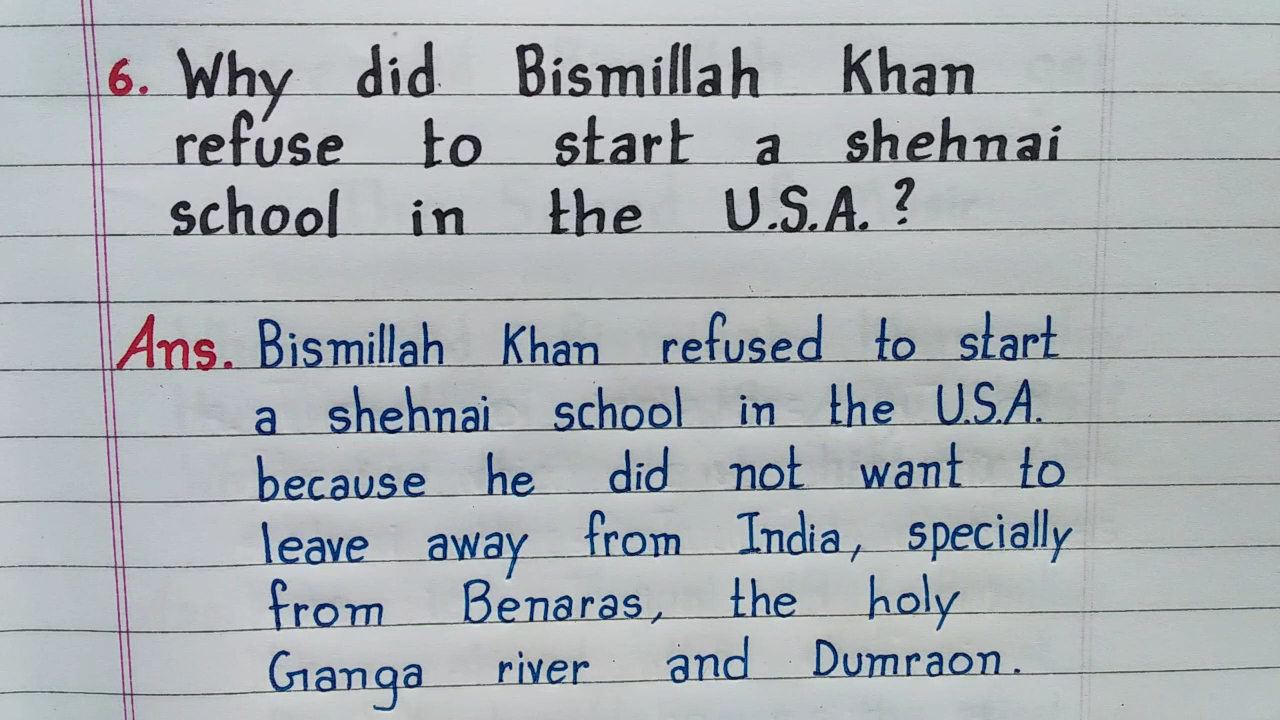 6. Why did Bismillah Khan
refuse to start a shehnai
school in the U.S.A. ?
Ans. Bismillah Khan refused to start
a shehnai school in the U.S.A.
because he did not want to
leave away from India, specially
from Benaras, the holy
Ganga river and Dumraon.